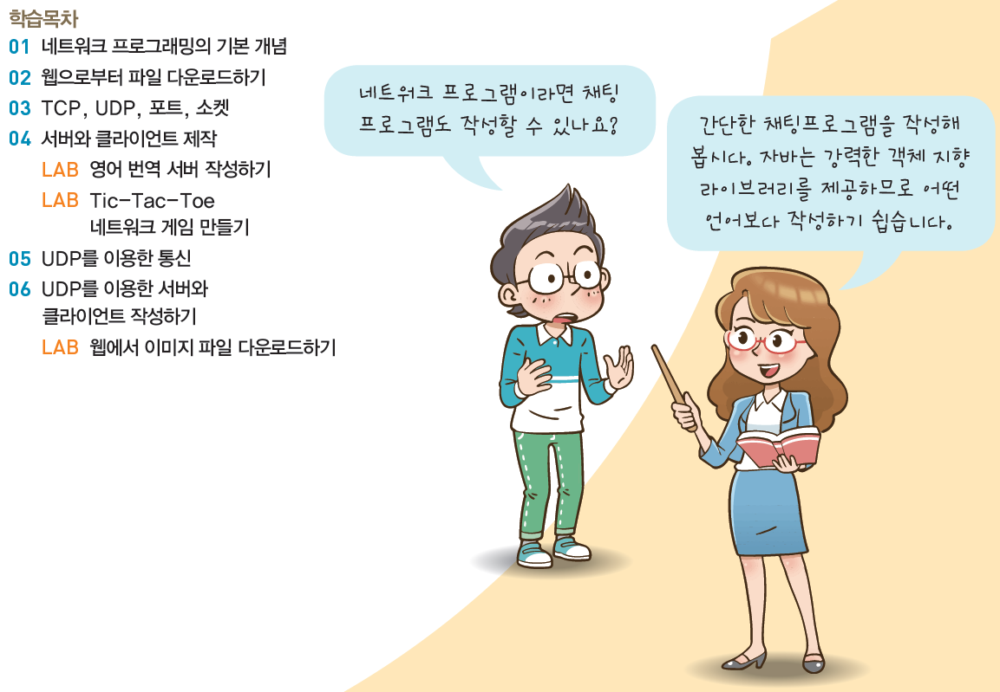 학습목차
01 네트워크 프로그래밍의 기본 개념
02 웹으로부터 파일 다운로드하기
03 TCP, UDP, 포트, 소켓
04 서버와 클라이언트 제작
LAB 영어 번역 서버 작성하기
LAB Tic-Tac-Toe
네트워크 게임 만들기
05 UDP를 이용한 통신
06 UDP를 이용한 서버와
클라이언트 작성하기
LAB 웹에서 이미지 파일 다운로드하기
네트워크 프로그램이라면 채팅
프로그램도 작성할 수 있나요?
간단한 채팅프로그램을 작성해
봅시다. 자바는 강력한 객체 지향
라이브러리를 제공하므로 어떤
언어보다 작성하기 쉽습니다.